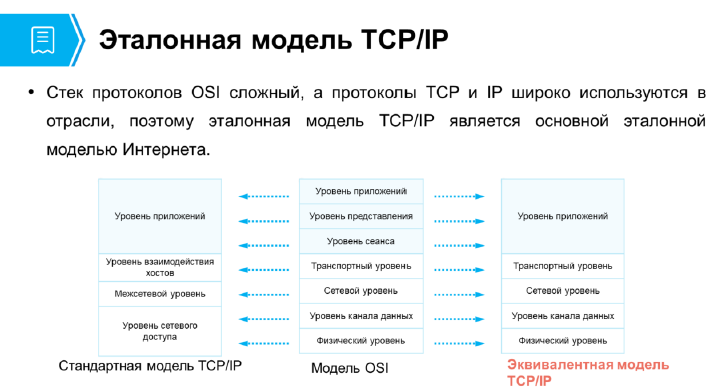 Эталонная модель TCP/IP
• Стек протоколов OSI сложный, а протоколы TCP и IP широко используются в
отрасли, поэтому эталонная модель TCP/IP является основной эталонной
моделью Интернета.
Уровень приложений
Уровень взаимодействия
хостов
Межсетевой уровень
Уровень сетевого
доступа
Стандартная модель TCP/IP
Уровень приложений
Уровень представления
Уровень сеанса
Транспортный уровень
Сетевой уровень
Уровень канала данных
Физический уровень
Модель OSI
Уровень приложений
Транспортный уровень
Сетевой уровень
Уровень канала данных
Физический уровень
Эквивалентная модель
TCP/IP